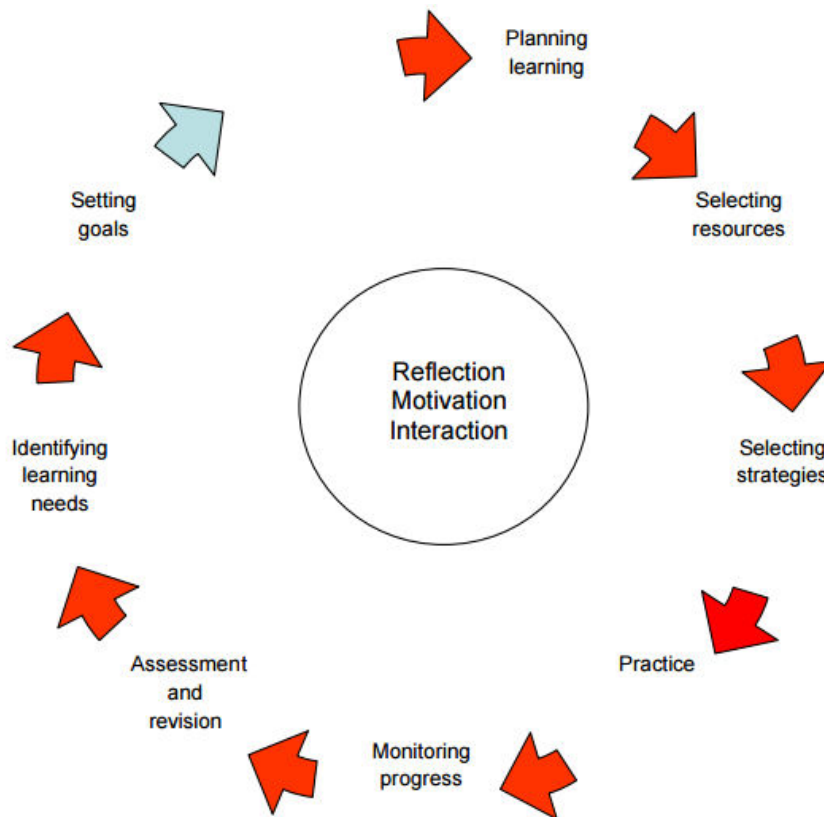 Planning
learning
Selecting
resources
Selecting
strategies
Practice
Monitoring
progress
Assessment
and
revision
Identifying
learning
needs
Setting
goals
Reflection
Motivation
Interaction